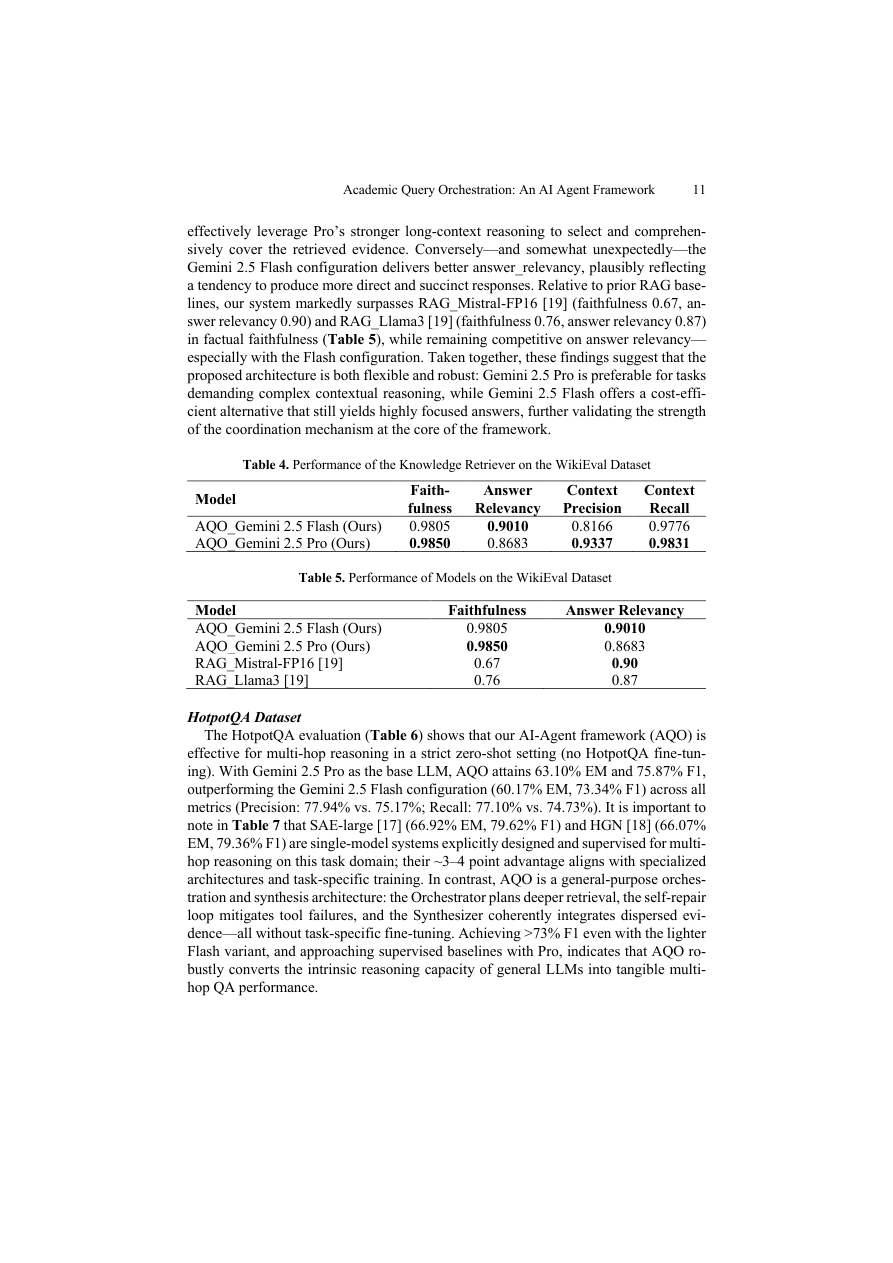 Academic Query Orchestration: An AI Agent Framework 11
effectively leverage Pro’s stronger long-context reasoning to select and comprehen-
sively cover the retrieved evidence. Conversely—and somewhat unexpectedly—the
Gemini 2.5 Flash configuration delivers better answer_relevancy, plausibly reflecting
a tendency to produce more direct and succinct responses. Relative to prior RAG base-
lines, our system markedly surpasses RAG_Mistral-FP16 [19] (faithfulness 0.67, an-
swer relevancy 0.90) and RAG_Llama3 [19] (faithfulness 0.76, answer relevancy 0.87)
in factual faithfulness (Table 5), while remaining competitive on answer relevancy—
especially with the Flash configuration. Taken together, these findings suggest that the
proposed architecture is both flexible and robust: Gemini 2.5 Pro is preferable for tasks
demanding complex contextual reasoning, while Gemini 2.5 Flash offers a cost-effi-
cient alternative that still yields highly focused answers, further validating the strength
of the coordination mechanism at the core of the framework.
Table 4. Performance of the Knowledge Retriever on the WikiEval Dataset
Model Faith- Answer Context Context
fulness Relevancy Precision Recall
AQO_Gemini 2.5 Flash (Ours) 0.9805 0.9010 0.8166 0.9776
AQO_Gemini 2.5 Pro (Ours) 0.9850 0.8683 0.9337 0.9831
Table 5. Performance of Models on the WikiEval Dataset
Model Faithfulness Answer Relevancy
AQO_Gemini 2.5 Flash (Ours) 0.9805 0.9010
AQO_Gemini 2.5 Pro (Ours) 0.9850 0.8683
RAG_Mistral-FP16 [19] 0.67 0.90
RAG_Llama3 [19] 0.76 0.87
HotpotQA Dataset
The HotpotQA evaluation (Table 6) shows that our AI-Agent framework (AQO) is
effective for multi-hop reasoning in a strict zero-shot setting (no HotpotQA fine-tun-
ing). With Gemini 2.5 Pro as the base LLM, AQO attains 63.10% EM and 75.87% F1,
outperforming the Gemini 2.5 Flash configuration (60.17% EM, 73.34% F1) across all
metrics (Precision: 77.94% vs. 75.17%; Recall: 77.10% vs. 74.73%). It is important to
note in Table 7 that SAE-large [17] (66.92% EM, 79.62% F1) and HGN [18] (66.07%
EM, 79.36% F1) are single-model systems explicitly designed and supervised for multi-
hop reasoning on this task domain; their ~3–4 point advantage aligns with specialized
architectures and task-specific training. In contrast, AQO is a general-purpose orches-
tration and synthesis architecture: the Orchestrator plans deeper retrieval, the self-repair
loop mitigates tool failures, and the Synthesizer coherently integrates dispersed evi-
dence—all without task-specific fine-tuning. Achieving >73% F1 even with the lighter
Flash variant, and approaching supervised baselines with Pro, indicates that AQO ro-
bustly converts the intrinsic reasoning capacity of general LLMs into tangible multi-
hop QA performance.